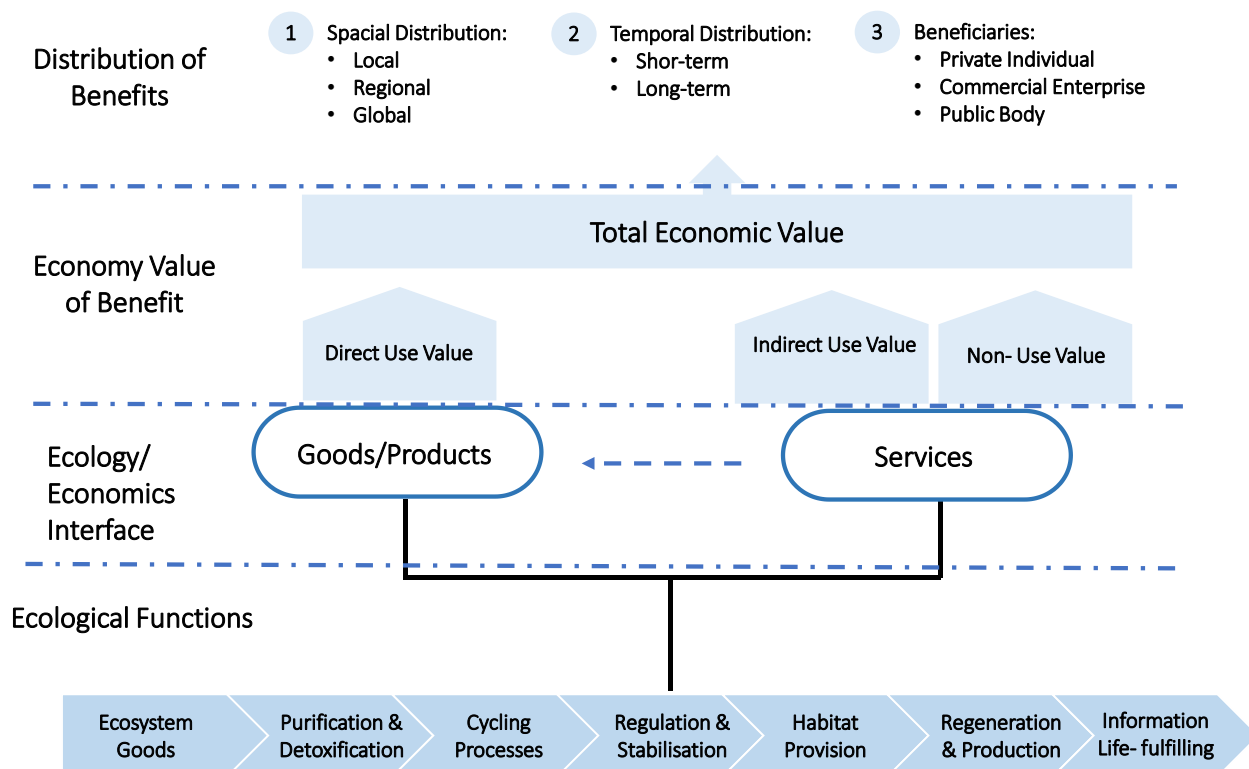 Distribution of
Benefits
1
Spacial Distribution:
• Local
• Regional
• Global
2
Temporal Distribution:
• Shor-term
• Long-term
3
Beneficiaries:
• Private Individual
• Commercial Enterprise
• Public Body
Economy Value
of Benefit
Total Economic Value
Direct Use Value
Indirect Use Value
Non- Use Value
Ecology/
Economics
Interface
Goods/Products
Services
Ecological Functions
Ecosystem
Goods
Purification &
Detoxification
Cycling
Processes
Regulation &
Stabilisation
Habitat
Provision
Regeneration
& Production
Information
Life- fulfilling